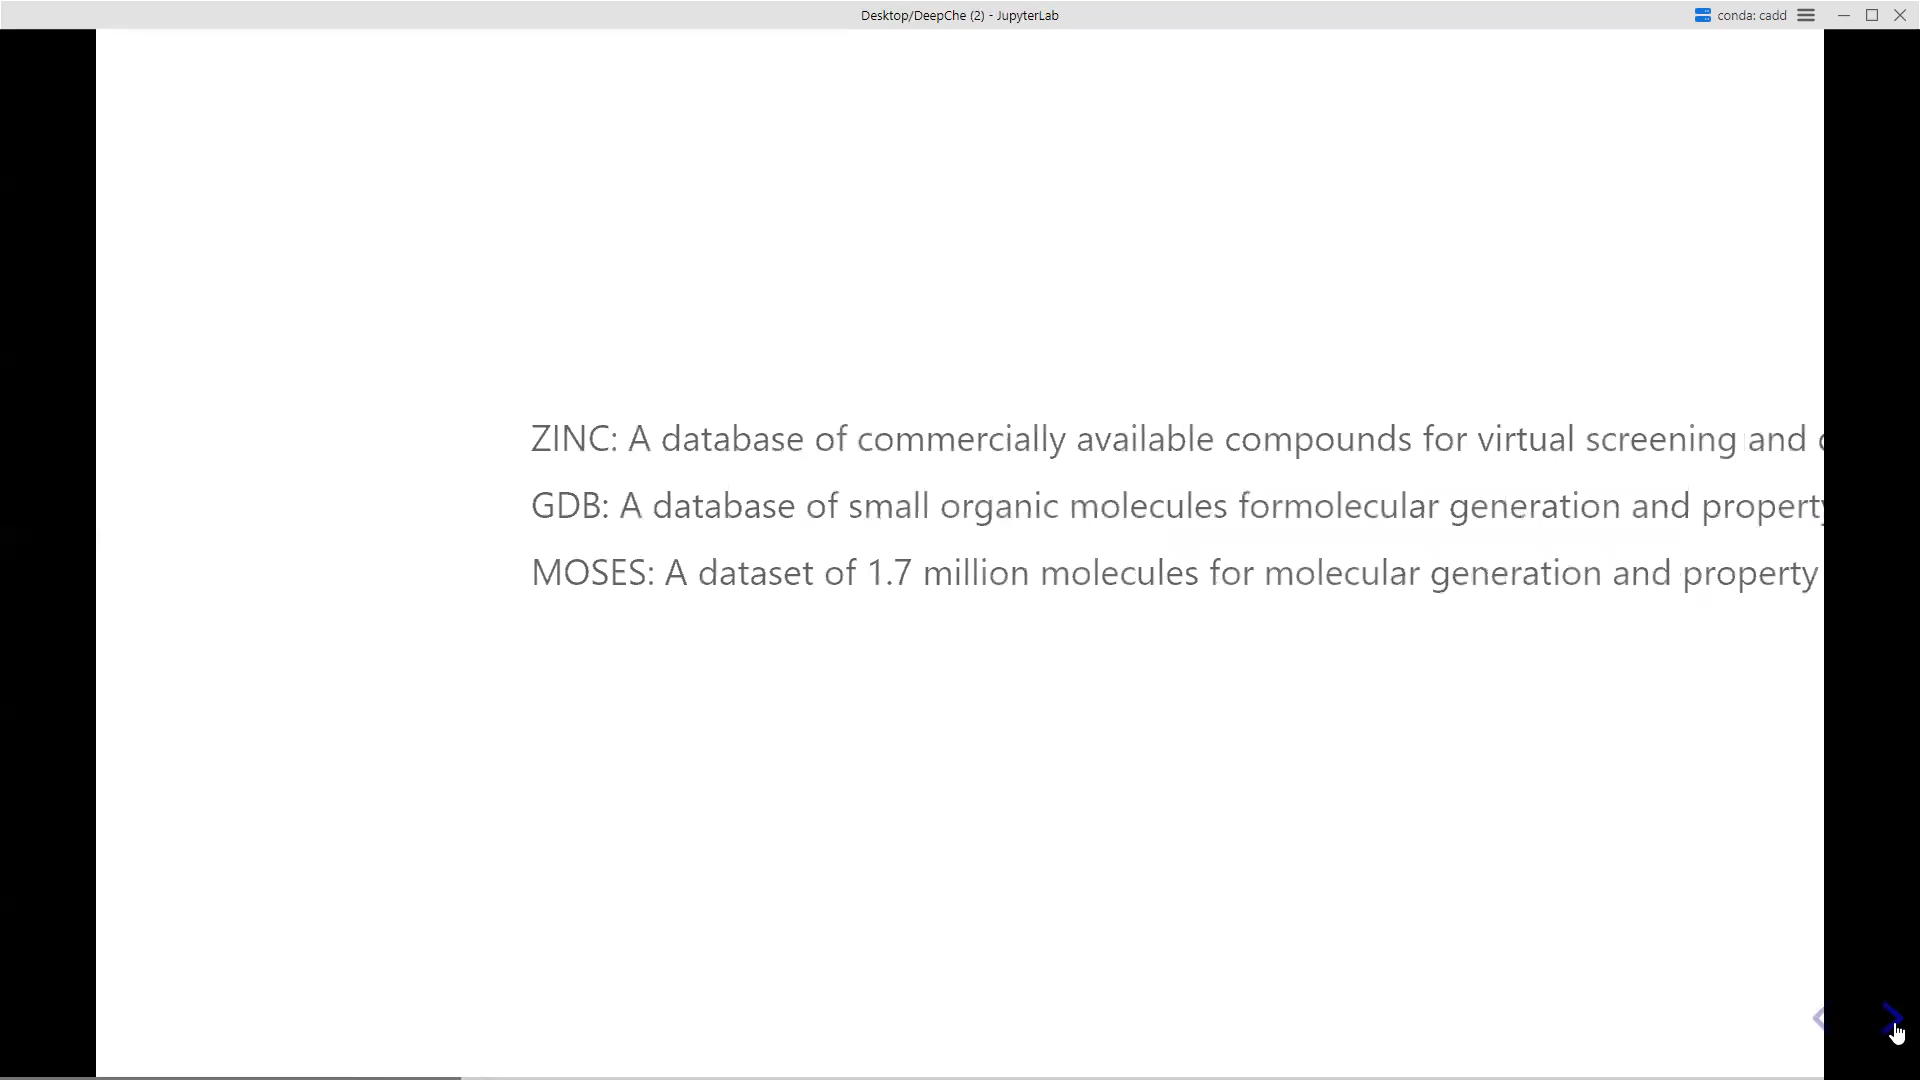 Desktop/DeepChe (2) - JupyterLab
conda: cadd
ZINC: A database of commercially available compounds for virtual screening and
GDB: A database of small organic molecules formolecular generation and property
MOSES: A dataset of 1.7 million molecules for molecular generation and property